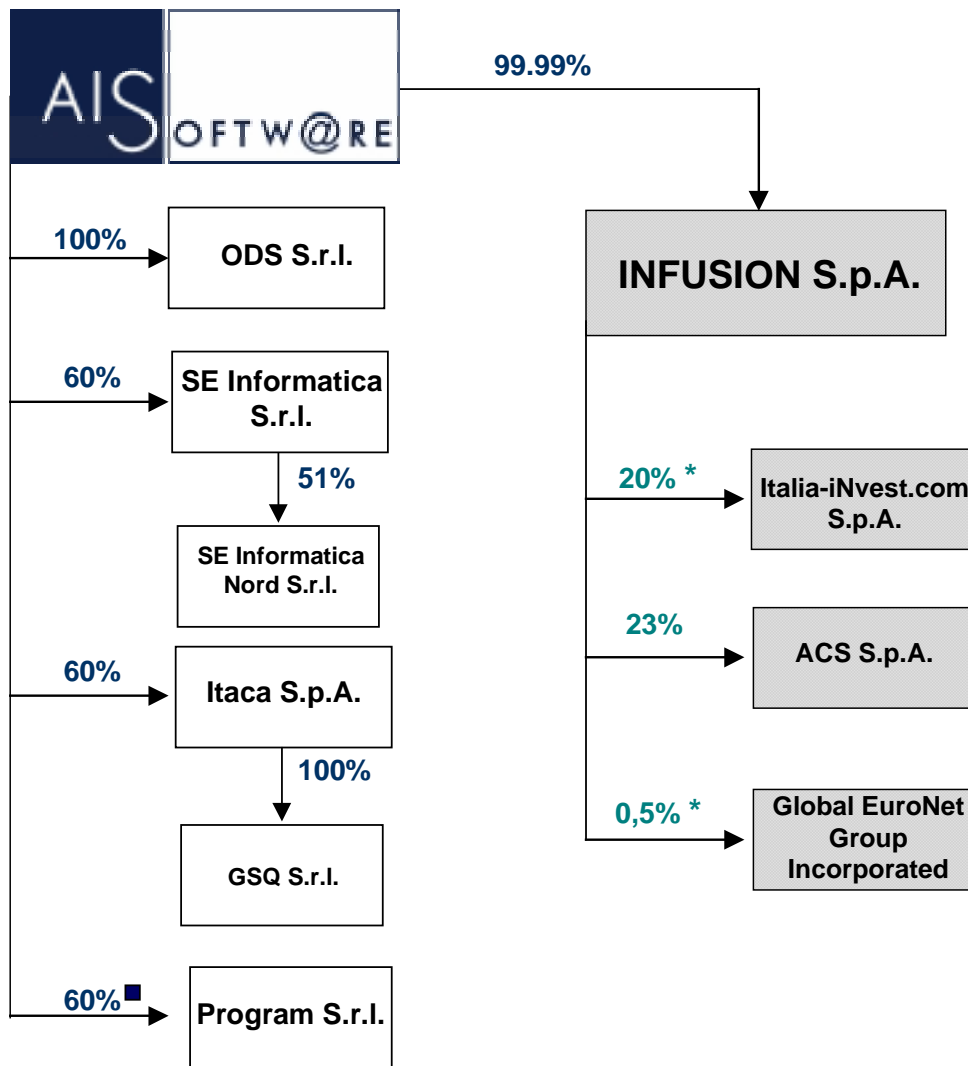 AISOFTW@RE
99.99%
100%
ODS S.r.l.
INFUSION S.p.A.
60%
SE Informatica
S.r.l.
51%
SE Informatica
Nord S.r.l.
20% *
Italia-iNvest.com
S.p.A.
23%
ACS S.p.A.
60%
Itaca S.p.A.
100%
GSQ S.r.l.
0,5% *
Global EuroNet
Group
Incorporated
60% ■
Program S.r.l.